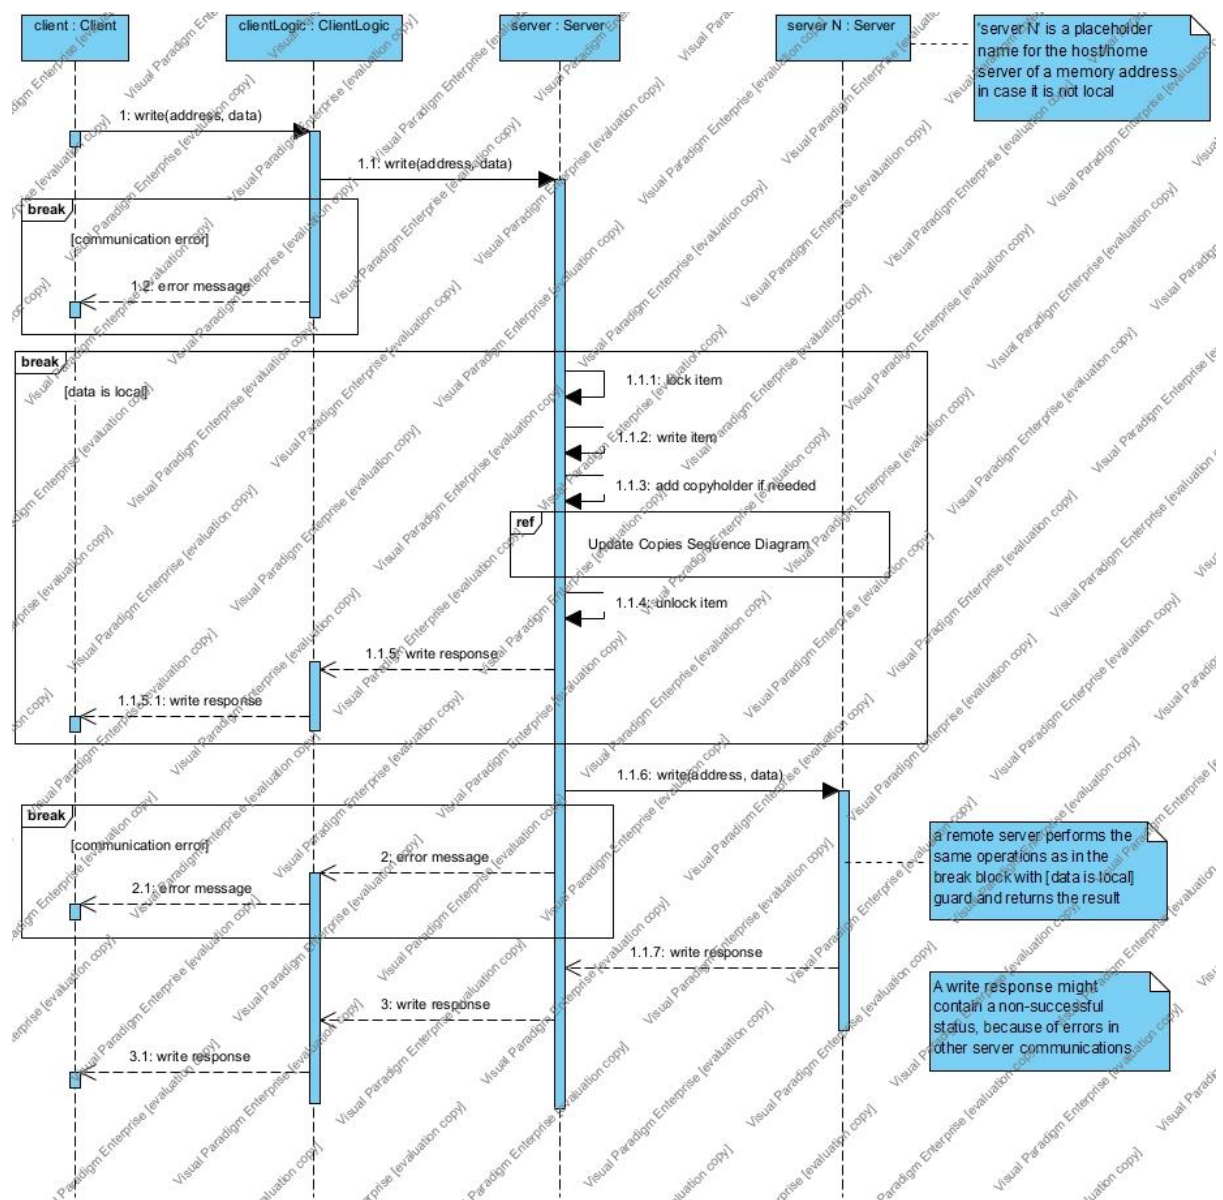 client : Client
clientLogic : ClientLogic
server : Server
server N : Server
'server N' is a placeholder
name for the host/home
server of a memory address
in case it is not local
1: write(address, data)
1.1: write(address, data)
break
[communication error]
1.2: error message
break
[data is local]
1.1.1: lock item
1.1.2: write item
1.1.3: add copyholder if needed
ref
Update Copies Sequence Diagram
1.1.4: unlock item
1.1.5: write response
1.1.5.1: write response
1.1.6: write(address, data)
break
[communication error]
2: error message
2.1: error message
a remote server performs the
same operations as in the
break block with [data is local]
guard and returns the result
1.1.7: write response
A write response might
contain a non-successful
status, because of errors in
other server communications
3: write response
3.1: write response
Visual Paradigm Enterprise [evaluation copy]